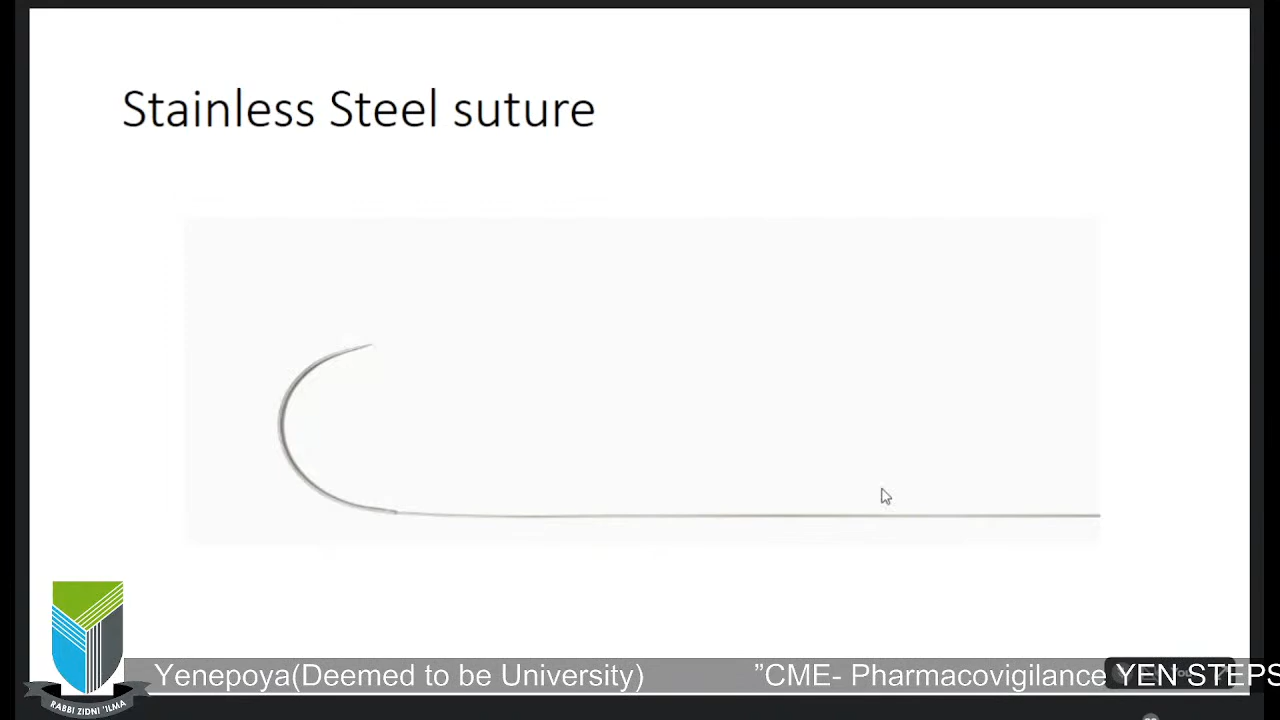 Stainless Steel suture
RABBI ZIDNI 'ILMA
Yenepoya(Deemed to be University) ”CME- Pharmacovigilance YEN STEPS